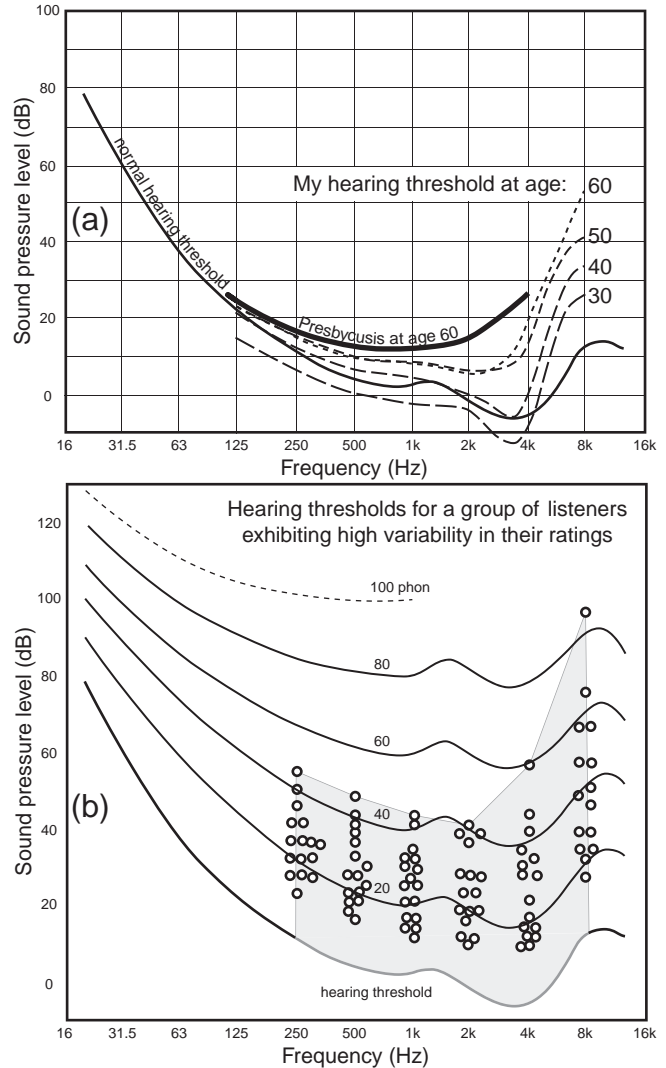 100
80
60
40
20
0
Sound pressure level (dB)
(a)
normal hearing threshold
Presbycusis at age 60
My hearing threshold at age:
60
50
40
30
16
31.5
63
125
250
500
1k
2k
4k
8k
16k
Frequency (Hz)
Hearing thresholds for a group of listeners
exhibiting high variability in their ratings
120
100
80
60
40
20
0
Sound pressure level (dB)
(b)
100 phon
80
60
40
20
hearing threshold
16
31.5
63
125
250
500
1k
2k
4k
8k
16k
Frequency (Hz)